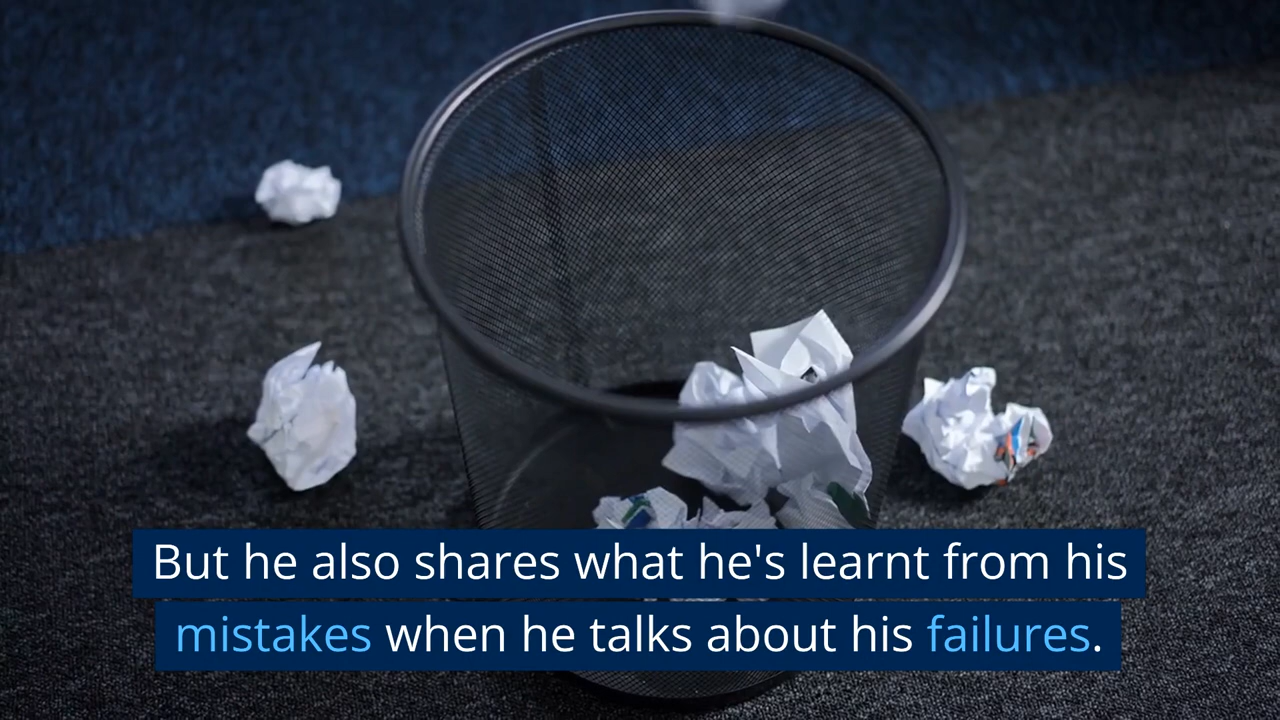 But he also shares what he's learnt from his
mistakes when he talks about his failures.